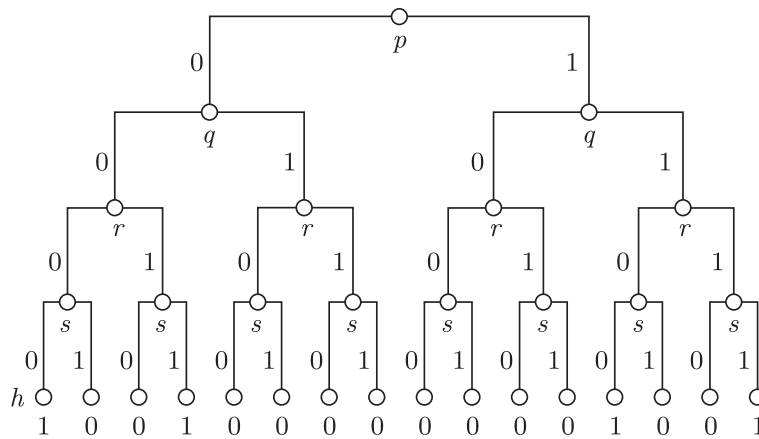 p
0 1
q q
0 1 0 1
r r r r
0 1 0 1 0 1 0 1
s s s s s s s s
0 1 0 1 0 1 0 1 0 1 0 1 0 1 0 1
h
1 0 0 1 0 0 0 0 0 0 0 0 1 0 0 1